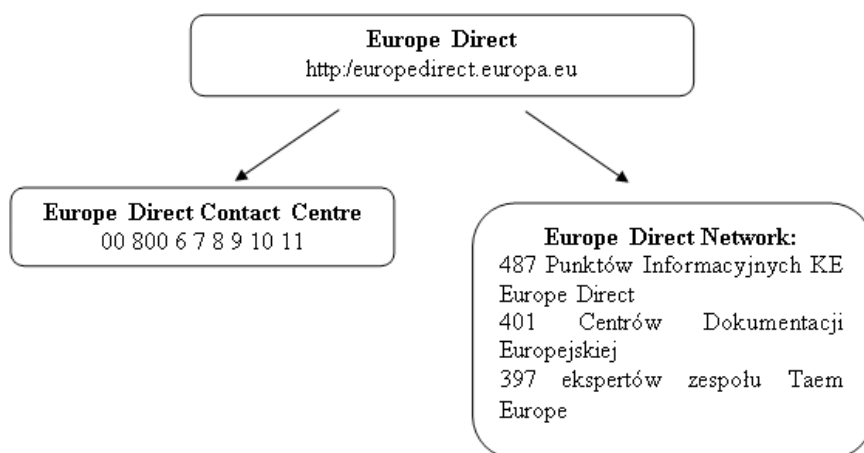 Europe Direct
http:/europedirect.europa.eu
Europe Direct Contact Centre
00 800 6 7 8 9 10 11
Europe Direct Network:
487 Punktów Informacyjnych KE
Europe Direct
401 Centrów Dokumentacji
Europejskiej
397 ekspertów zespołu Taem
Europe